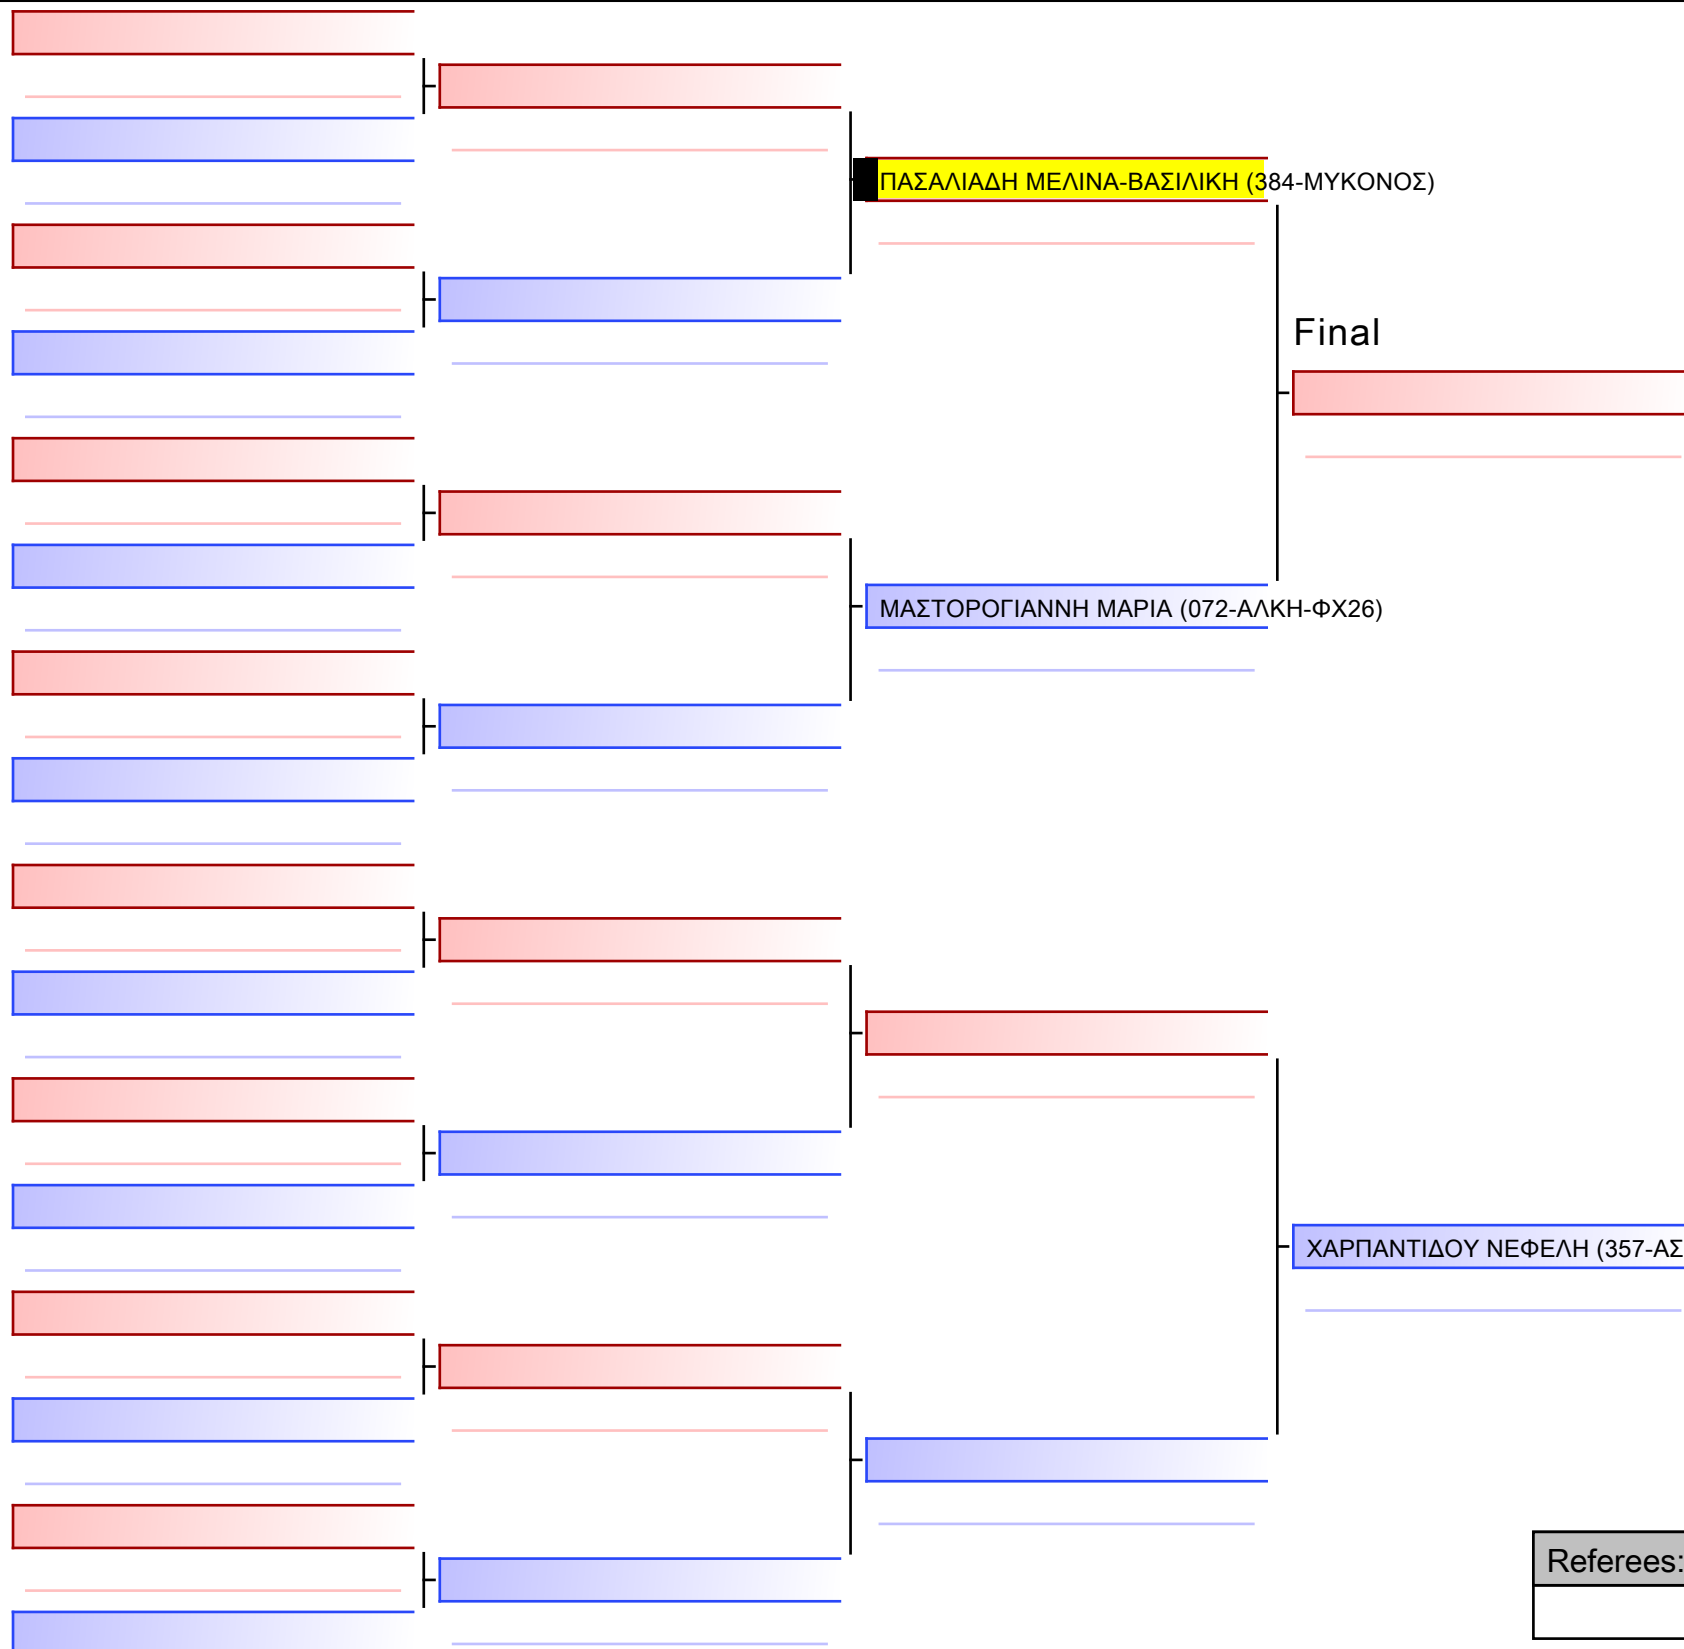 ΠΑΣΑΛΙΑΔΗ ΜΕΛΙΝΑ-ΒΑΣΙΛΙΚΗ (384-ΜΥΚΟΝΟΣ)
Final
ΜΑΣΤΟΡΟΓΙΑΝΝΗ ΜΑΡΙΑ (072-ΑΛΚΗ-ΦΧ26)
ΧΑΡΠΑΝΤΙΔΟΥ ΝΕΦΕΛΗ (357-ΑΣ
Referees: